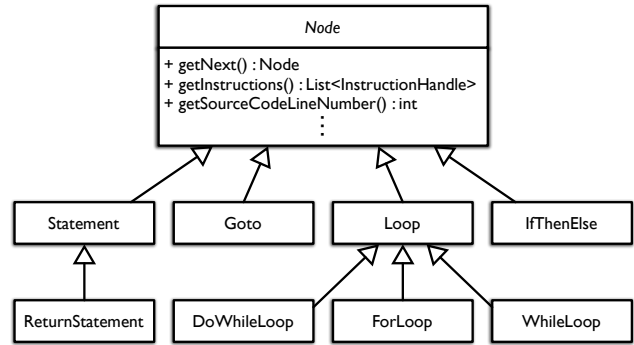 Node
+ getNext() : Node
+ getInstructions() : List<InstructionHandle>
+ getSourceCodeLineNumber() : int
⋮
Statement
Goto
Loop
IfThenElse
ReturnStatement
DoWhileLoop
ForLoop
WhileLoop